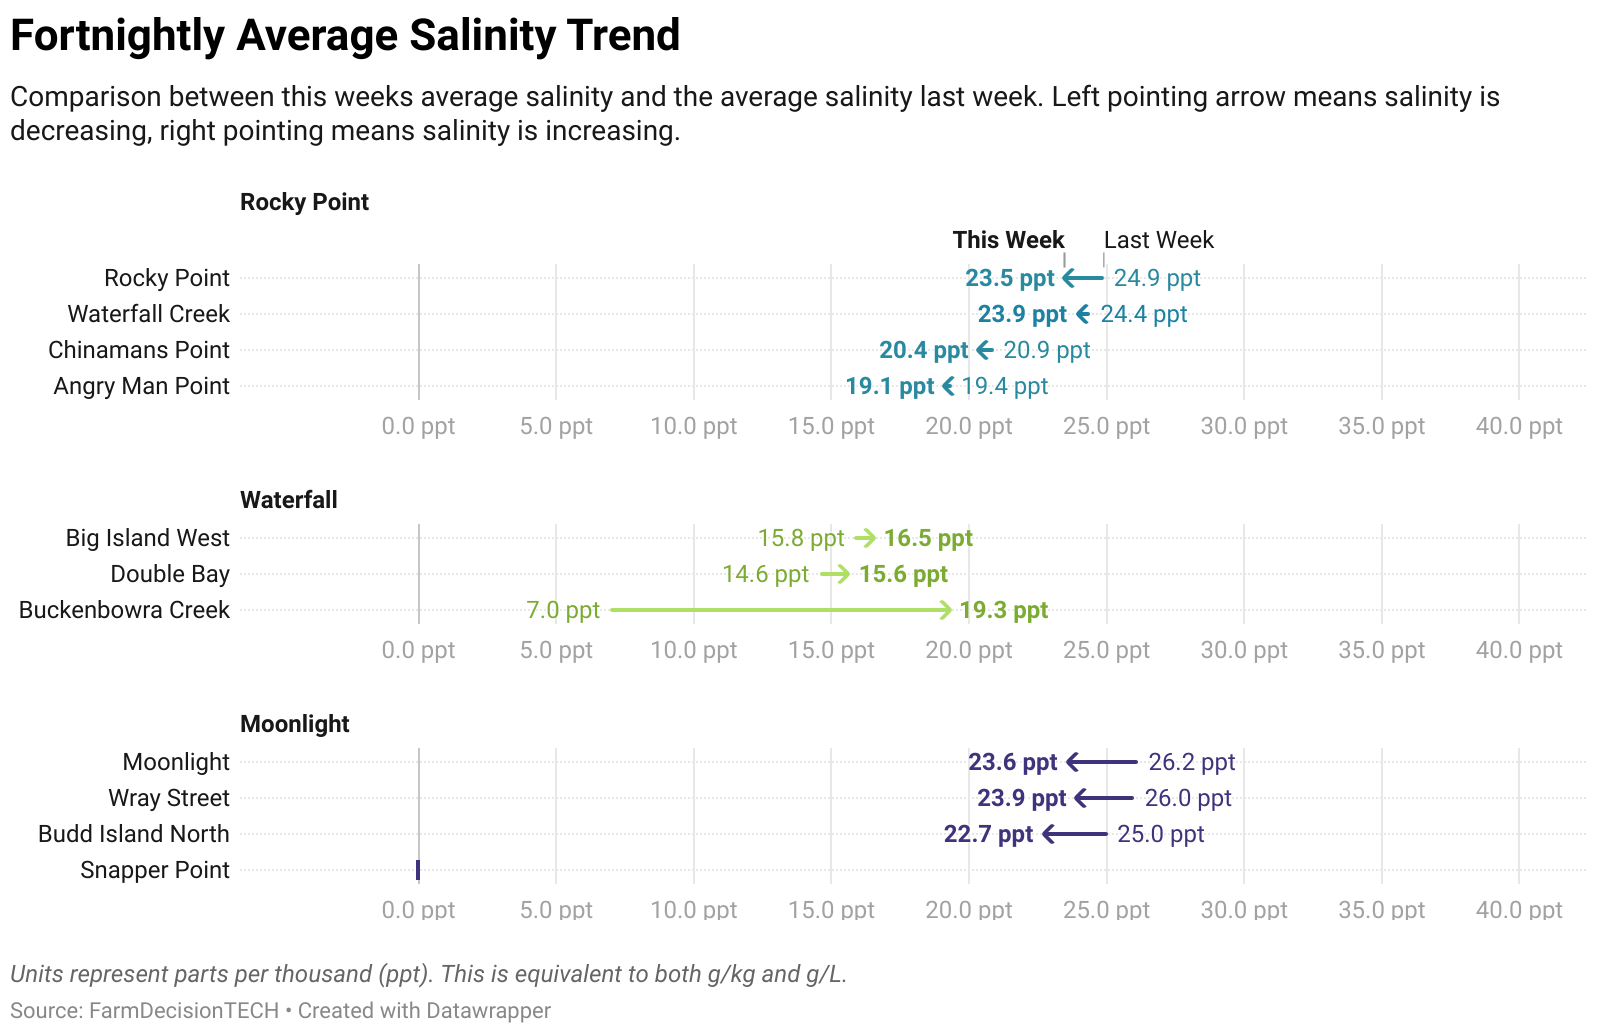 Fortnightly Average Salinity Trend
Comparison between this weeks average salinity and the average salinity last week. Left pointing arrow means salinity is
decreasing, right pointing means salinity is increasing.
Rocky Point
This Week Last Week
Rocky Point 23.5 ppt 24.9 ppt
Waterfall Creek 23.9 ppt 24.4 ppt
Chinamans Point 20.4 ppt 20.9 ppt
Angry Man Point 19.1 ppt 19.4 ppt
0.0 ppt 5.0 ppt 10.0 ppt 15.0 ppt 20.0 ppt 25.0 ppt 30.0 ppt 35.0 ppt 40.0 ppt
Waterfall
Big Island West 15.8 ppt 16.5 ppt
Double Bay 14.6 ppt 15.6 ppt
Buckenbowra Creek 7.0 ppt 19.3 ppt
0.0 ppt 5.0 ppt 10.0 ppt 15.0 ppt 20.0 ppt 25.0 ppt 30.0 ppt 35.0 ppt 40.0 ppt
Moonlight
Moonlight 23.6 ppt 26.2 ppt
Wray Street 23.9 ppt 26.0 ppt
Budd Island North 22.7 ppt 25.0 ppt
Snapper Point
0.0 ppt 5.0 ppt 10.0 ppt 15.0 ppt 20.0 ppt 25.0 ppt 30.0 ppt 35.0 ppt 40.0 ppt
Units represent parts per thousand (ppt). This is equivalent to both g/kg and g/L.
Source: FarmDecisionTECH • Created with Datawrapper